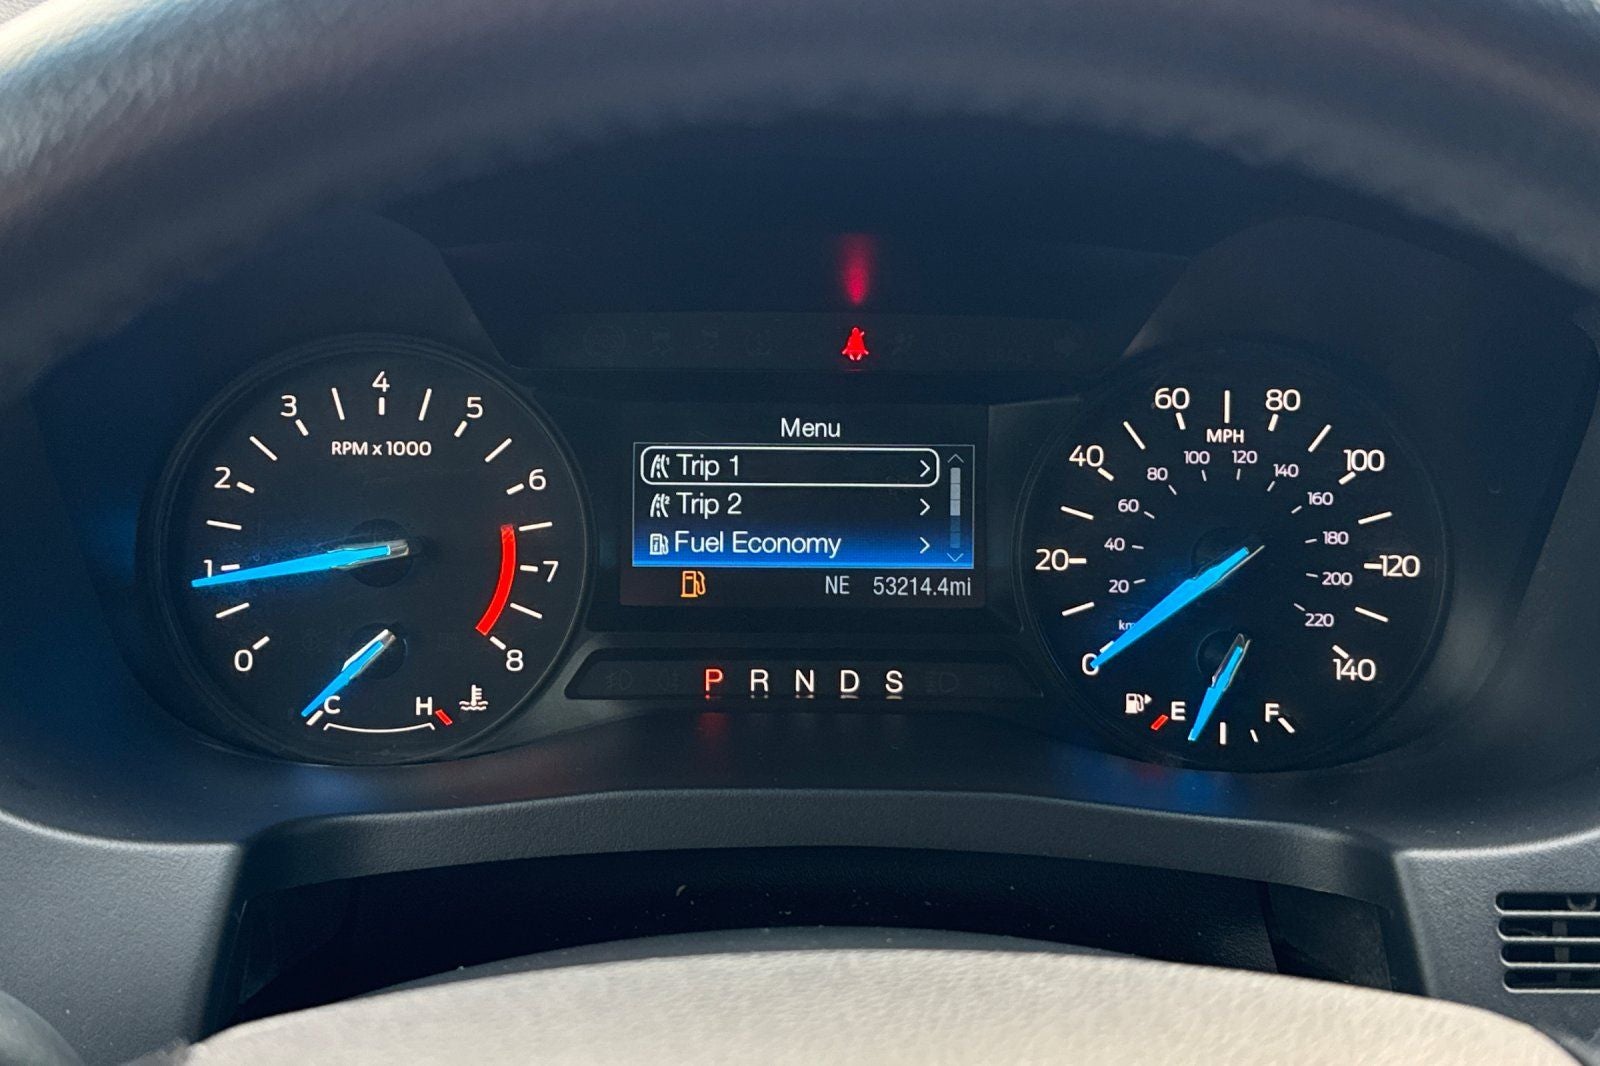 0 1 2 3 4 5 6 7 8
RPM x 1000
C H
Menu
Trip 1
Trip 2
Fuel Economy
NE 53214.4mi
P R N D S
0 20 40 60 80 100 120 140
MPH
20 40 60 80 100 120 140 160 180 200 220
E F